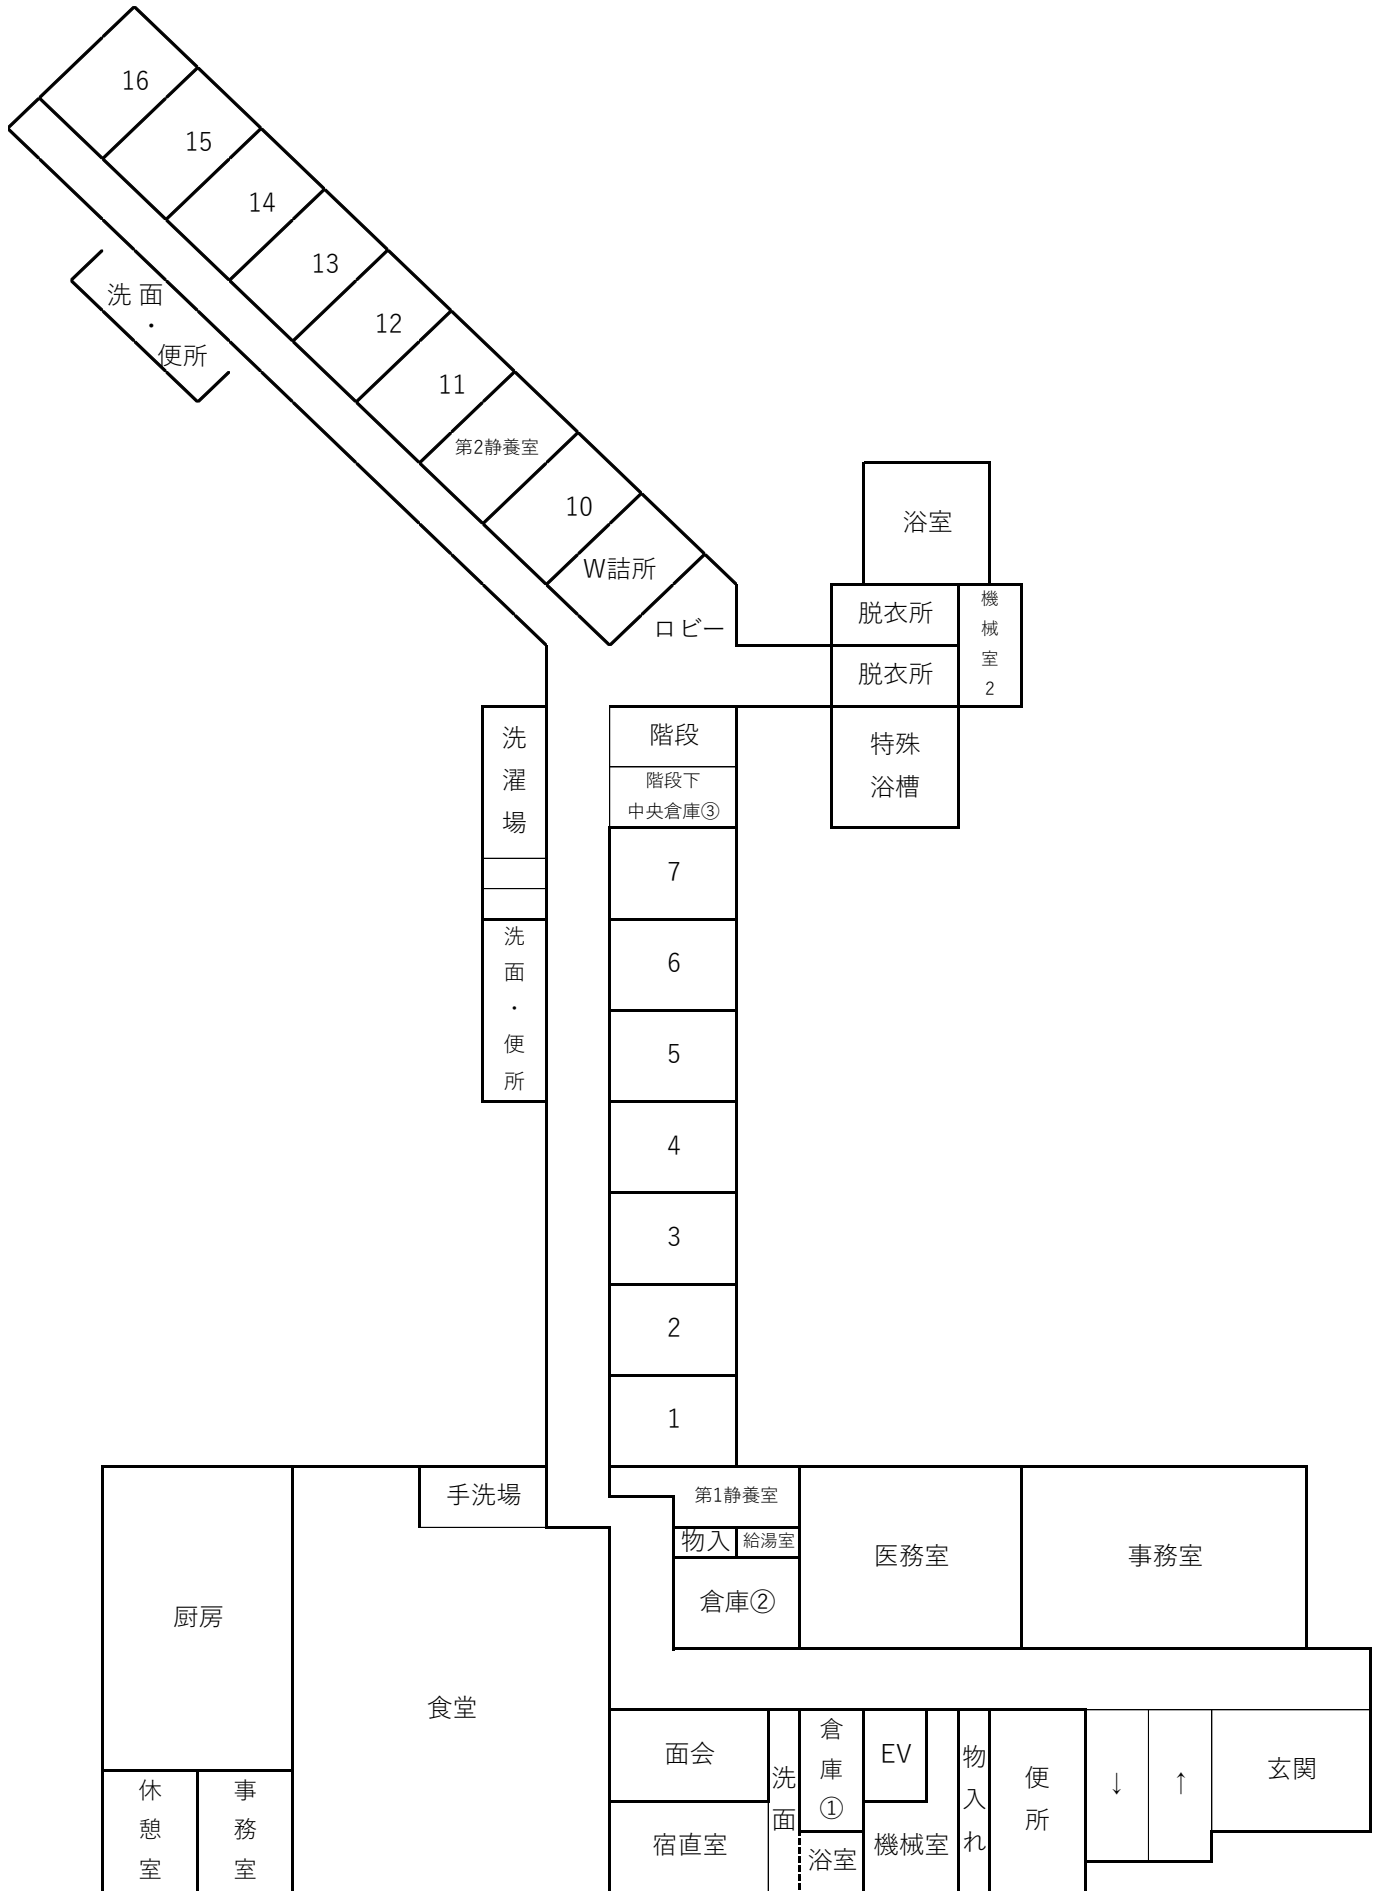 16
15
14
13
洗 面
・
便所
12
11
第2静養室
10
W詰所
ロビー
浴室
脱衣所
脱衣所
機
械
室
2
特殊
浴槽
階段
階段下
中央倉庫③
洗
濯
場
7
6
洗
面
・
便
所
5
4
3
2
1
手洗場
第1静養室
物入
給湯室
倉庫②
医務室
事務室
厨房
食堂
休
憩
室
事
務
室
面会
宿直室
洗
面
倉
庫
①
浴室
EV
機械室
物
入
れ
便
所
↓
↑
玄関